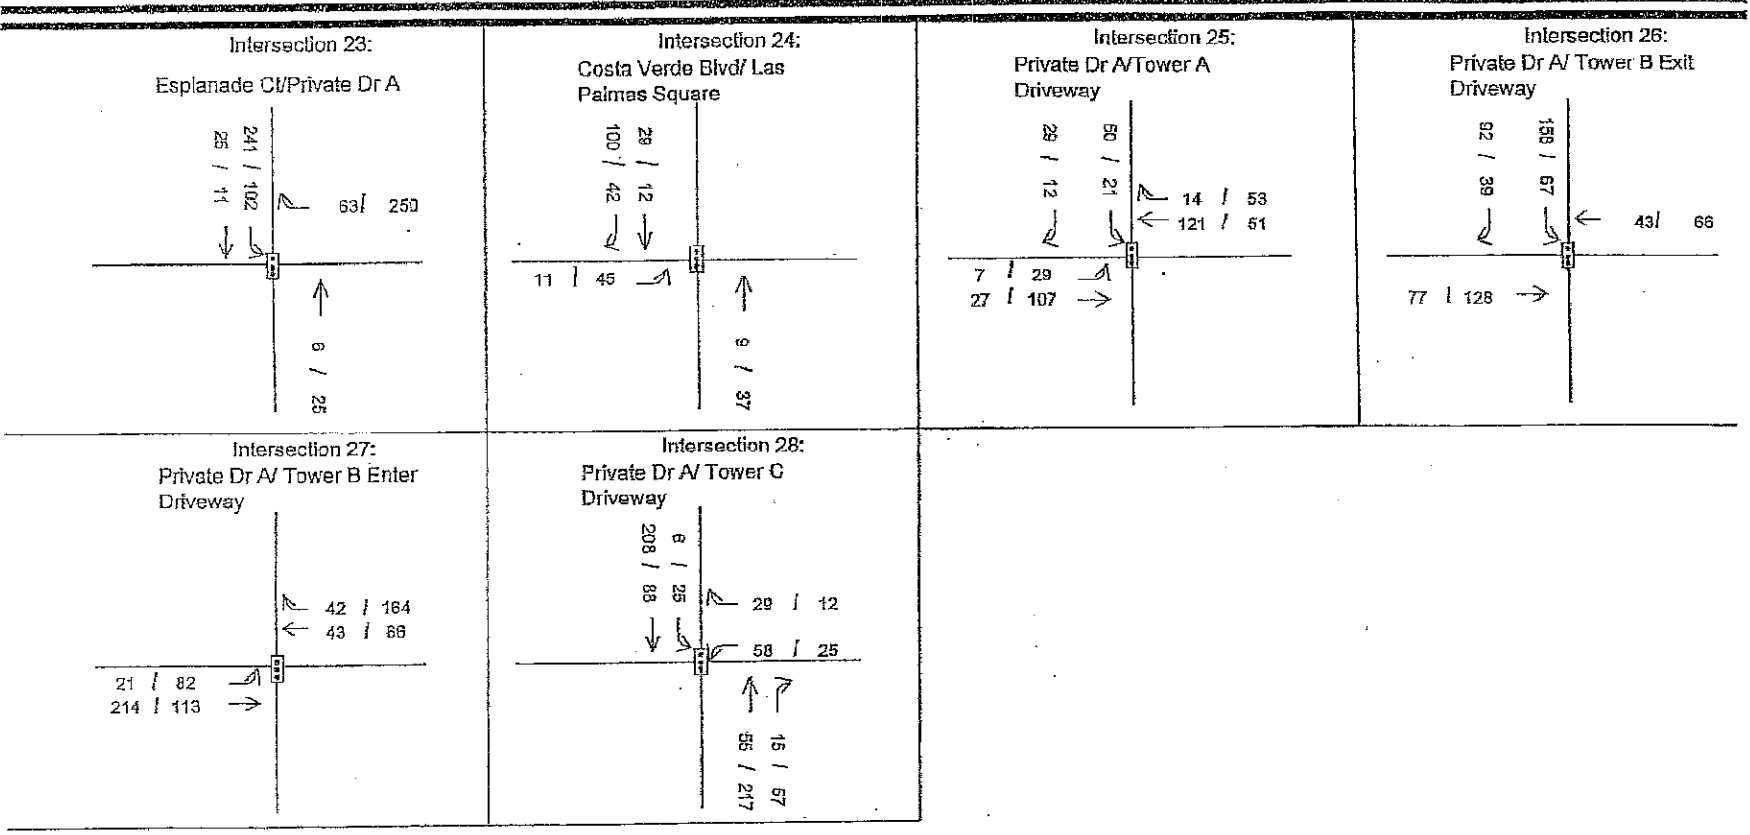 Intersection 23:
Esplanade Ct/Private Dr A
25 / 11
241 / 102
63/ 250
6 / 25
Intersection 24:
Costa Verde Blvd/ Las
Palmas Square
100 / 42
29 / 12
11 / 45
9 / 37
Intersection 25:
Private Dr A/Tower A
Driveway
29 / 12
50 / 21
14 / 53
121 / 51
7 / 29
27 / 107
Intersection 26:
Private Dr A/ Tower B Exit
Driveway
92 / 39
158 / 67
43/ 66
77 / 128
Intersection 27:
Private Dr A/ Tower B Enter
Driveway
42 / 164
43 / 66
21 / 82
214 / 113
Intersection 28:
Private Dr A/ Tower C
Driveway
208 / 88
6 / 25
29 / 12
58 / 25
55 / 217
15 / 57